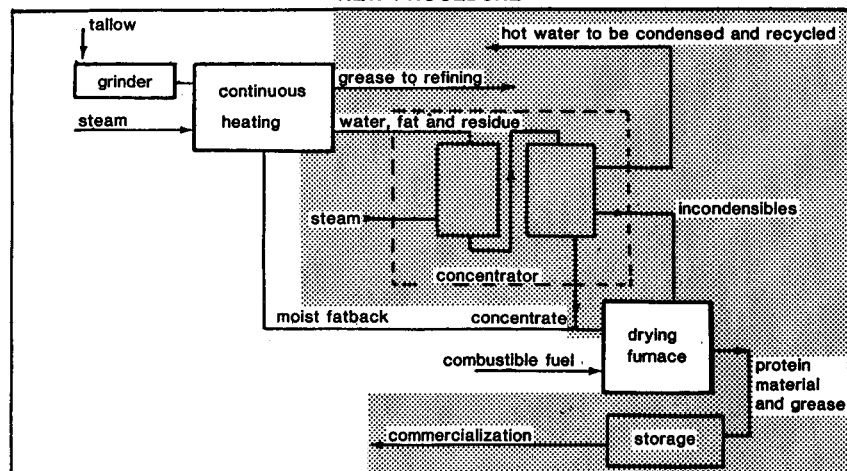 tallow
hot water to be condensed and recycled
grinder
continuous
heating
grease to refining
steam
water, fat and residue
steam
incondensibles
concentrator
moist fatback
concentrate
drying
furnace
combustible fuel
protein
material
and grease
commercialization
storage